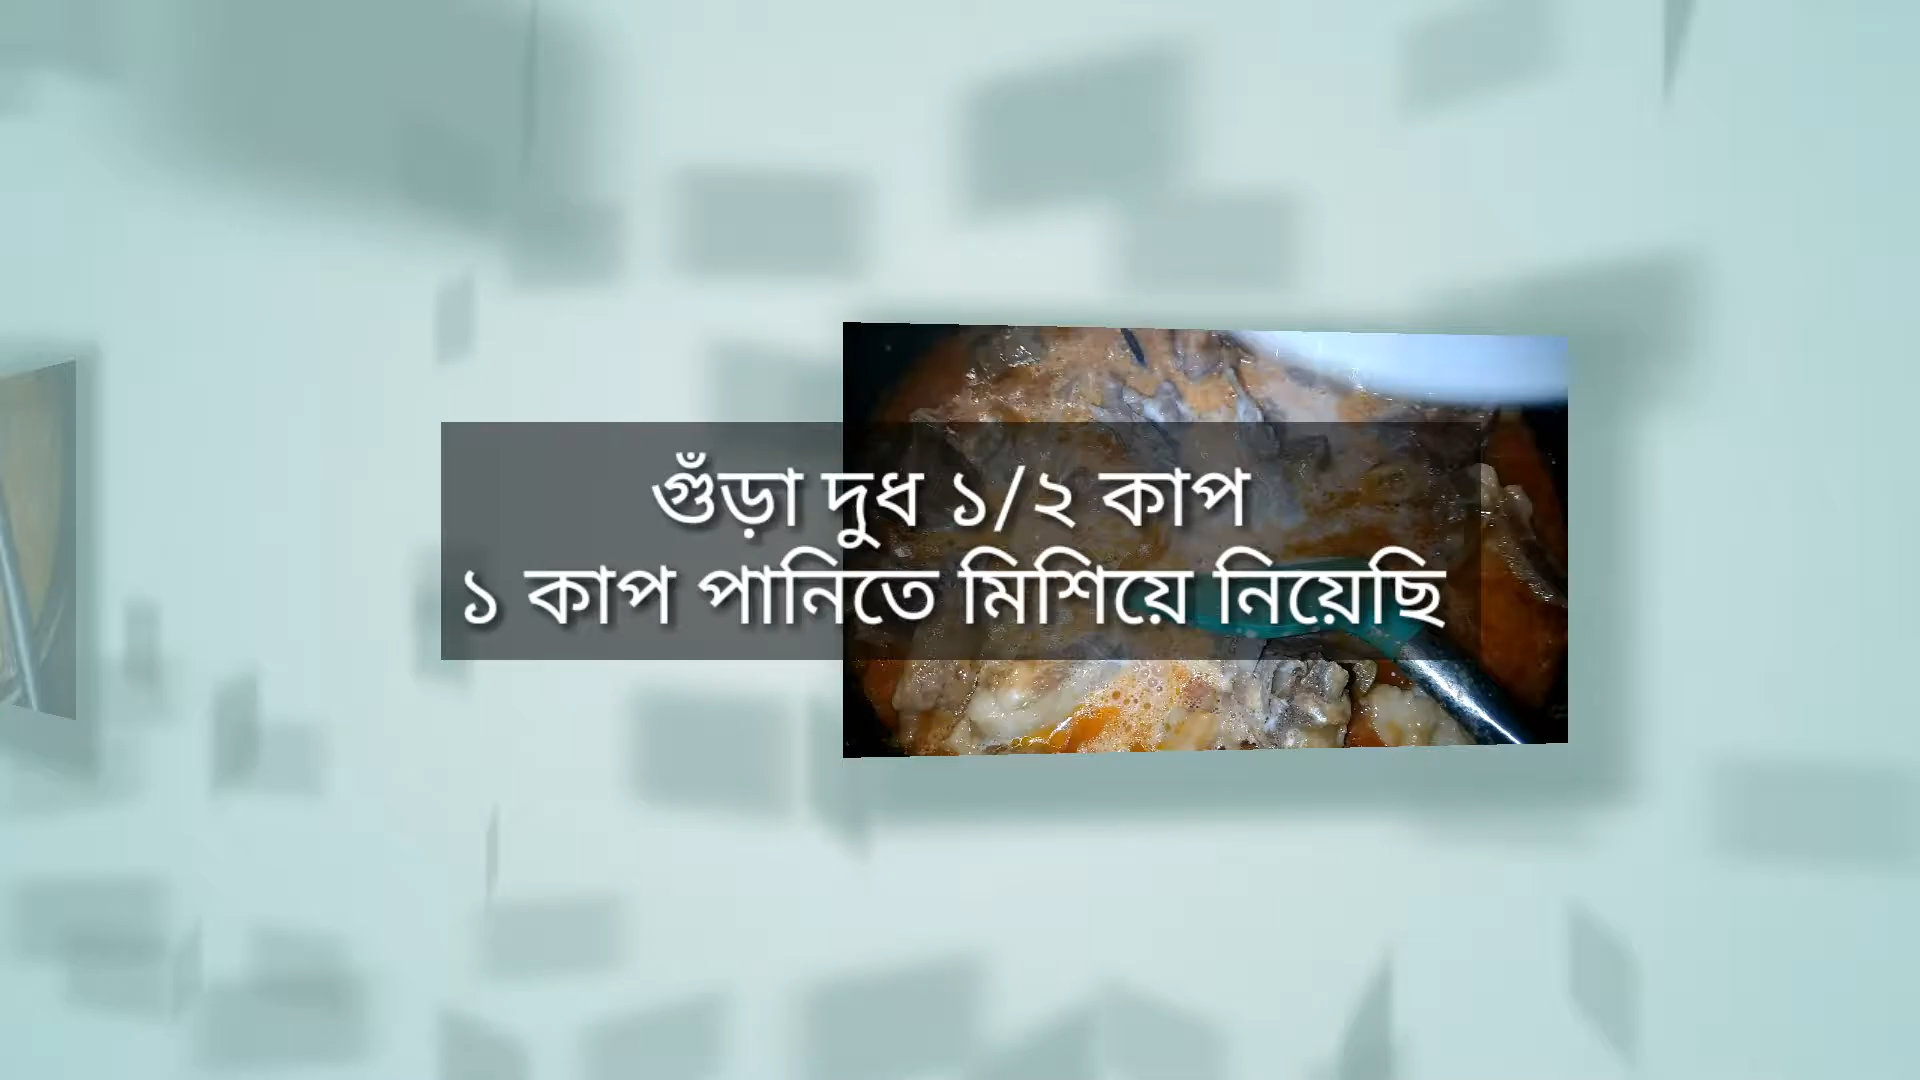 গুঁড়া দুধ ১/২ কাপ
১ কাপ পানিতে মিশিয়ে নিয়েছি